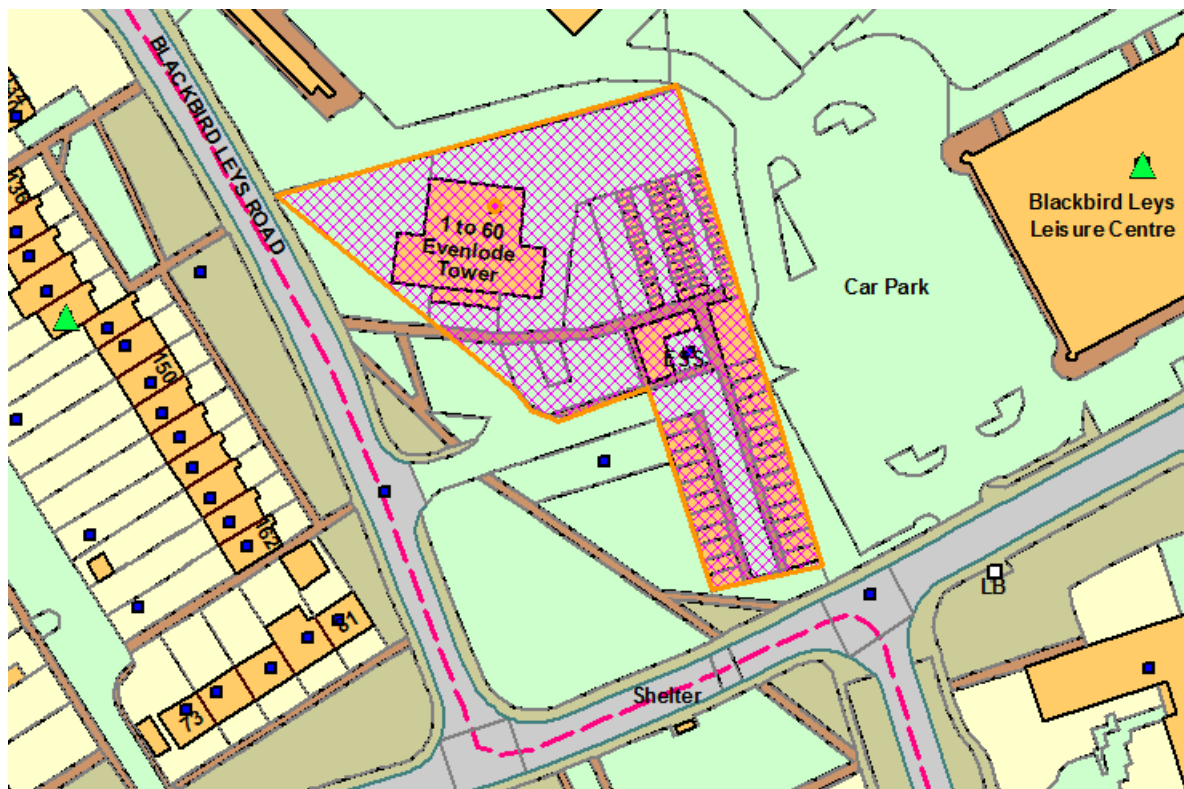 BLACKBIRD LEYS ROAD
1 to 60
Evenlode
Tower
Blackbird Leys
Leisure Centre
Car Park
ESS
136
150
162
81
73
LB
Shelter